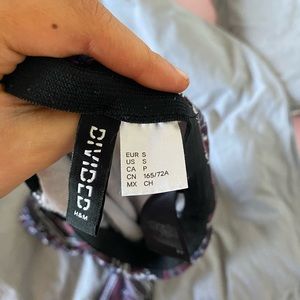 DIVIDED
H&M
EUR S
US S
CA P
CN 165/72A
MX CH